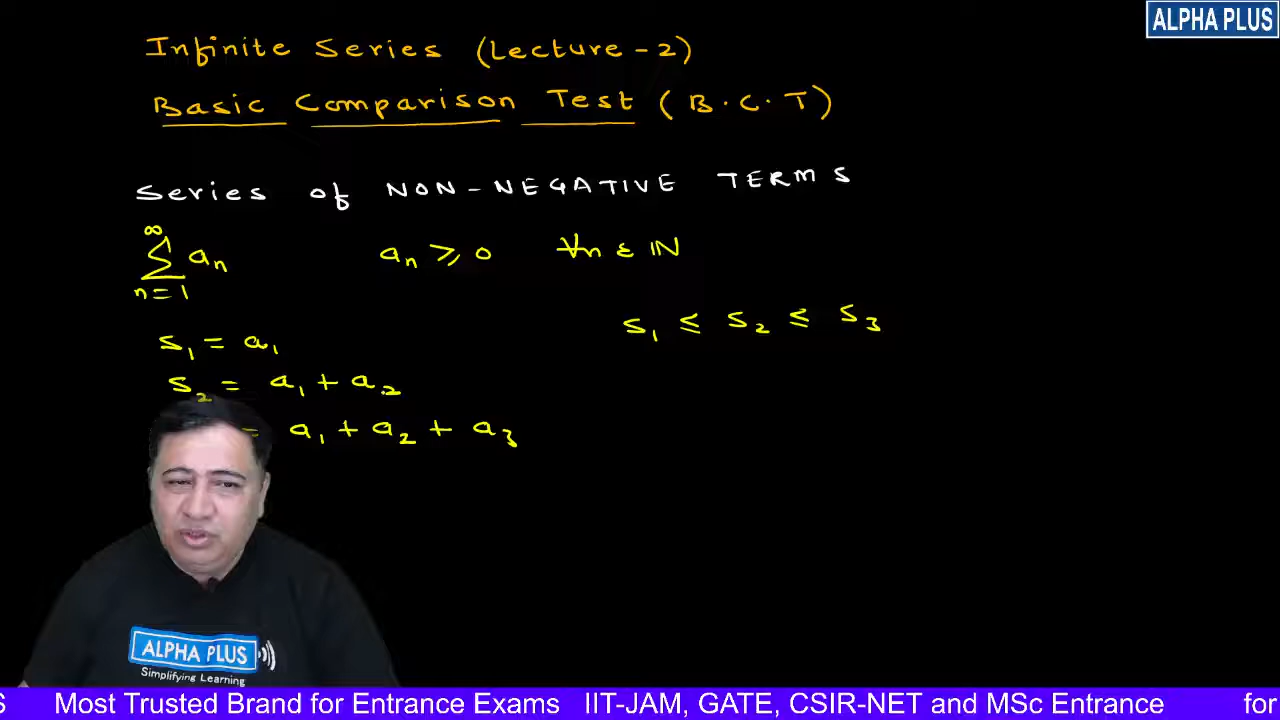 ALPHA PLUS
Infinite Series (Lecture - 2)
Basic Comparison Test (B.C.T)
Series of NON-NEGATIVE TERMS
∞
∑ aₙ    aₙ ⩾ 0    ∀n ε IN
n = 1
S₁ ≤ S₂ ≤ S₃
S₁ = a₁
S₂ = a₁ + a₂
= a₁ + a₂ + a₃
ALPHA PLUS
Simplifying Learning
S Most Trusted Brand for Entrance Exams IIT-JAM, GATE, CSIR-NET and MSc Entrance for